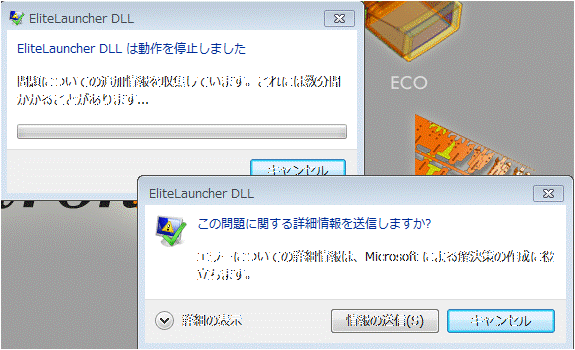 EliteLauncher DLL
EliteLauncher DLL は動作を停止しました
問題についての追加情報を収集しています。これには数分間
かかることがあります...
キャンセル
ECO
EliteLauncher DLL
この問題に関する詳細情報を送信しますか?
エラーについての詳細情報は、Microsoft による解決策の作成に役
立ちます。
詳細の表示
情報の送信(S)
キャンセル